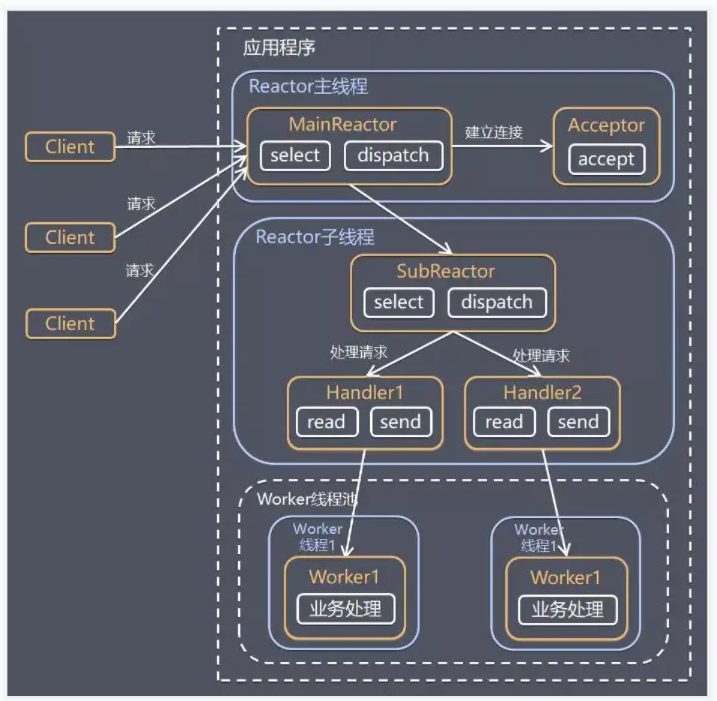 应用程序
Reactor主线程
MainReactor
select
dispatch
建立连接
Acceptor
accept
Client
请求
Client
请求
Client
请求
Reactor子线程
SubReactor
select
dispatch
处理请求
处理请求
Handler1
read
send
Handler2
read
send
Worker线程池
Worker
线程1
Worker1
业务处理
Worker
线程1
Worker1
业务处理